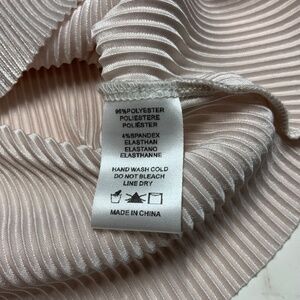 96%POLYESTER
POLIESTERE
POLIÉSTER
4%SPANDEX
ELASTHAN
ELASTANO
ELASTHANNE
HAND WASH COLD
DO NOT BLEACH
LINE DRY
MADE IN CHINA